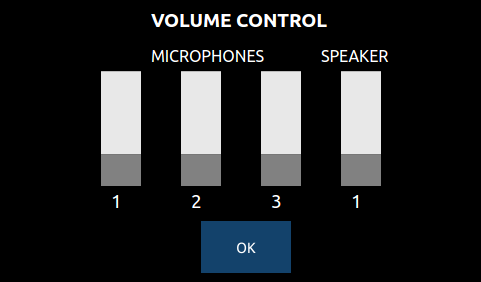 VOLUME CONTROL
MICROPHONES SPEAKER
1 2 3 1
OK